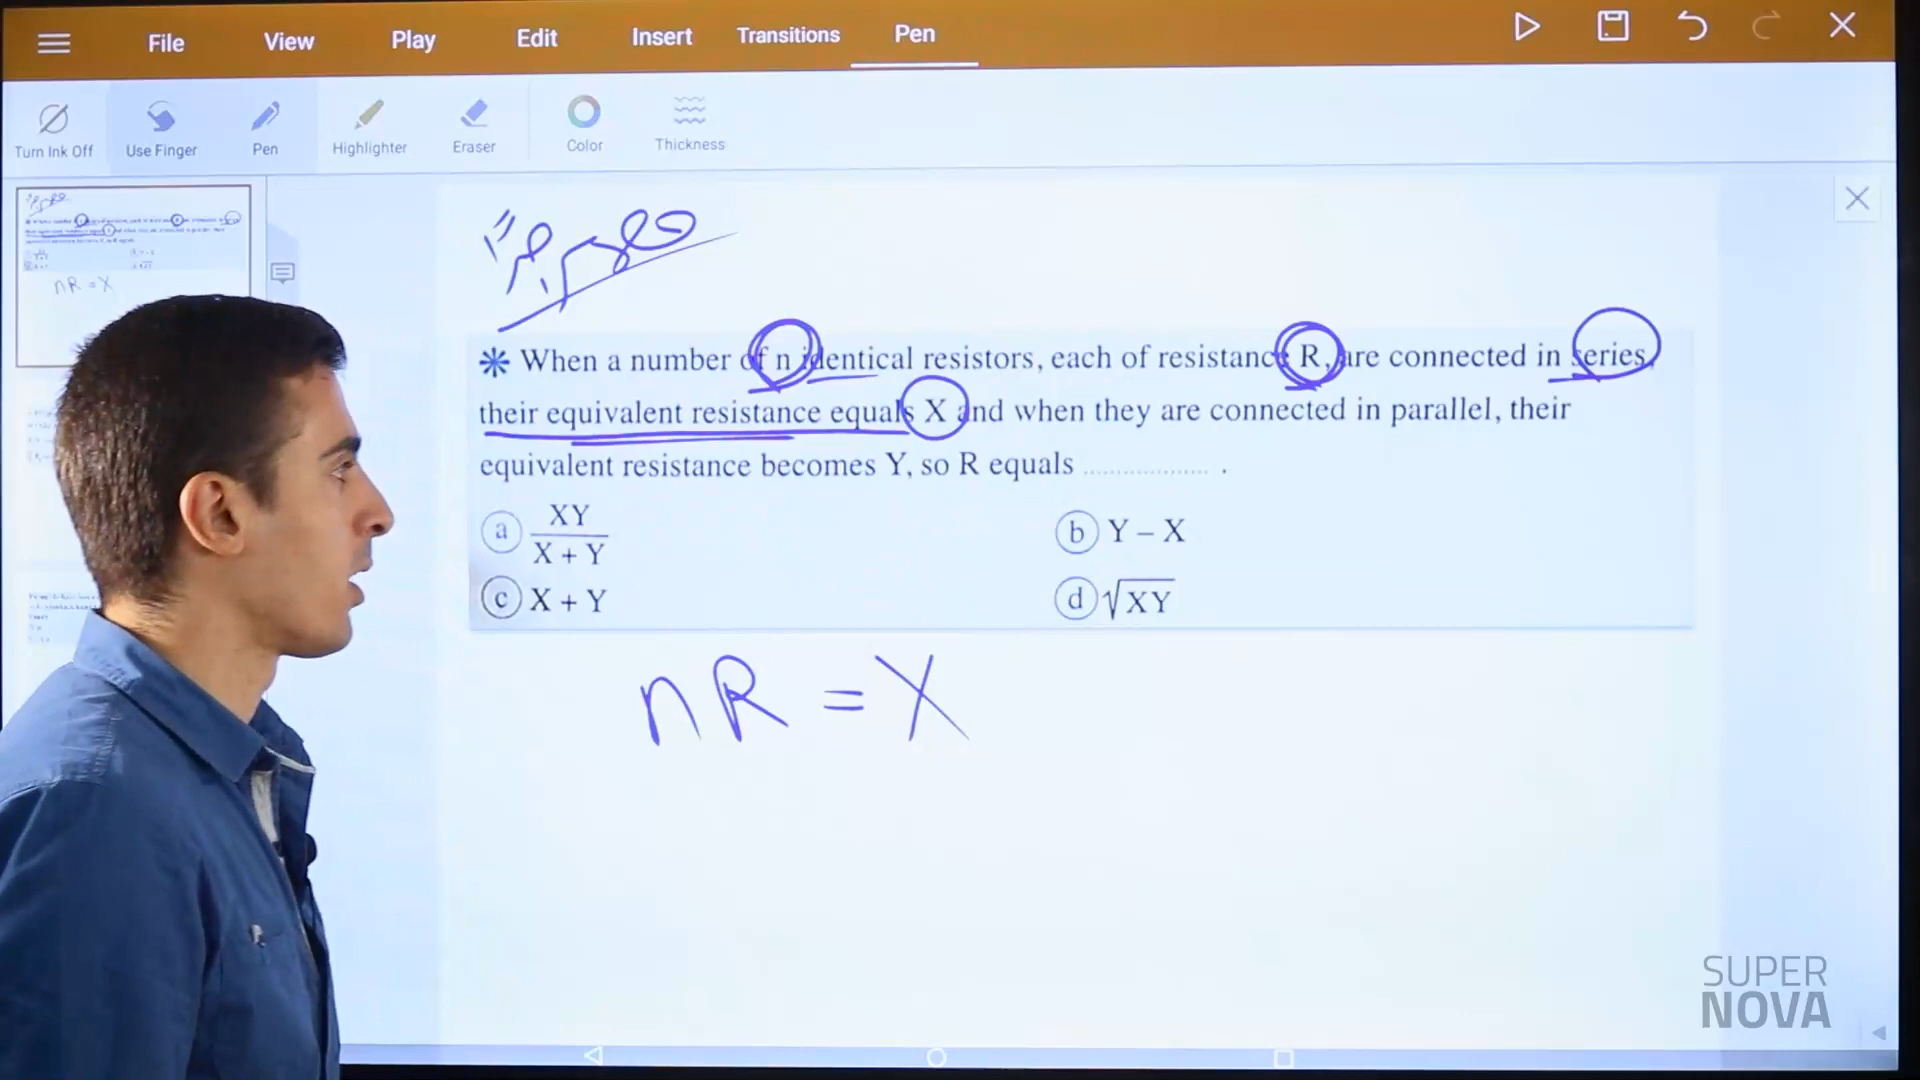 File View Play Edit Insert Transitions Pen
Turn Ink Off Use Finger Pen Highlighter Eraser Color Thickness
When a number of n identical resistors, each of resistance R, are connected in series,
their equivalent resistance equals X and when they are connected in parallel, their
equivalent resistance becomes Y, so R equals .................. .
a XY / X + Y
b Y – X
c X + Y
d √XY
nR = X
nR = X
SUPER
NOVA